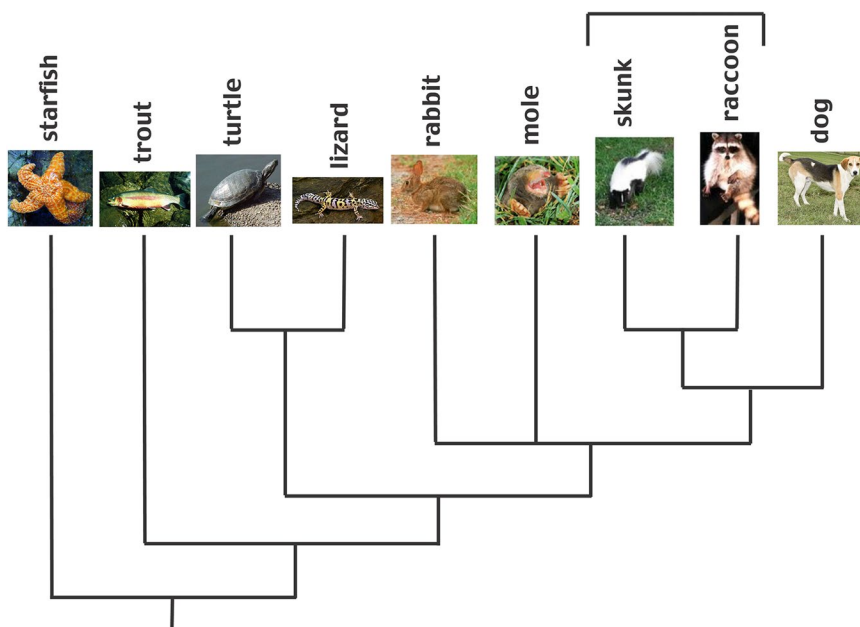 starfish
trout
turtle
lizard
rabbit
mole
skunk
raccoon
dog